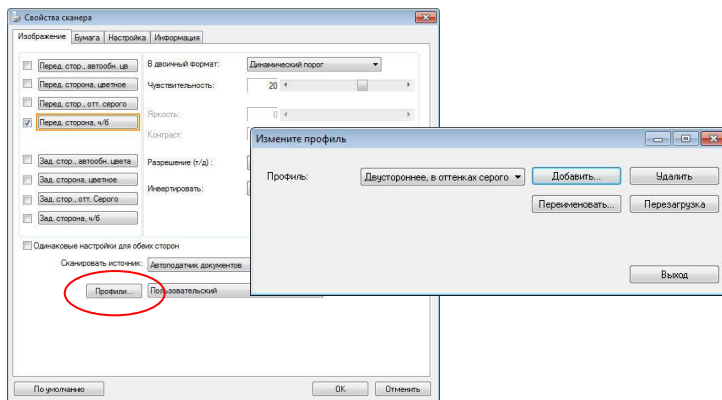 Свойства сканера
Изображение Бумага Настройка Информация
Перед. стор., автообн. цв
В двоичный формат: Динамический порог
Перед. сторона, цветное
Чувствительность: 20
Перед. стор., отт. серого
Яркость: 0
Перед. сторона, ч/б
Контраст:
Зад. стор., автообн. цвета
Разрешение (т/д) :
Зад. сторона, цветное
Инвертировать:
Зад. стор., отт. Серого
Зад. сторона, ч/б
Одинаковые настройки для обеих сторон
Сканировать источник: Автоподатчик документов
Профили... Пользовательский
По умолчанию OK Отменить
Измените профиль
Профиль: Двустороннее, в оттенках серого Добавить... Удалить
Переименовать... Перезагрузка
Выход